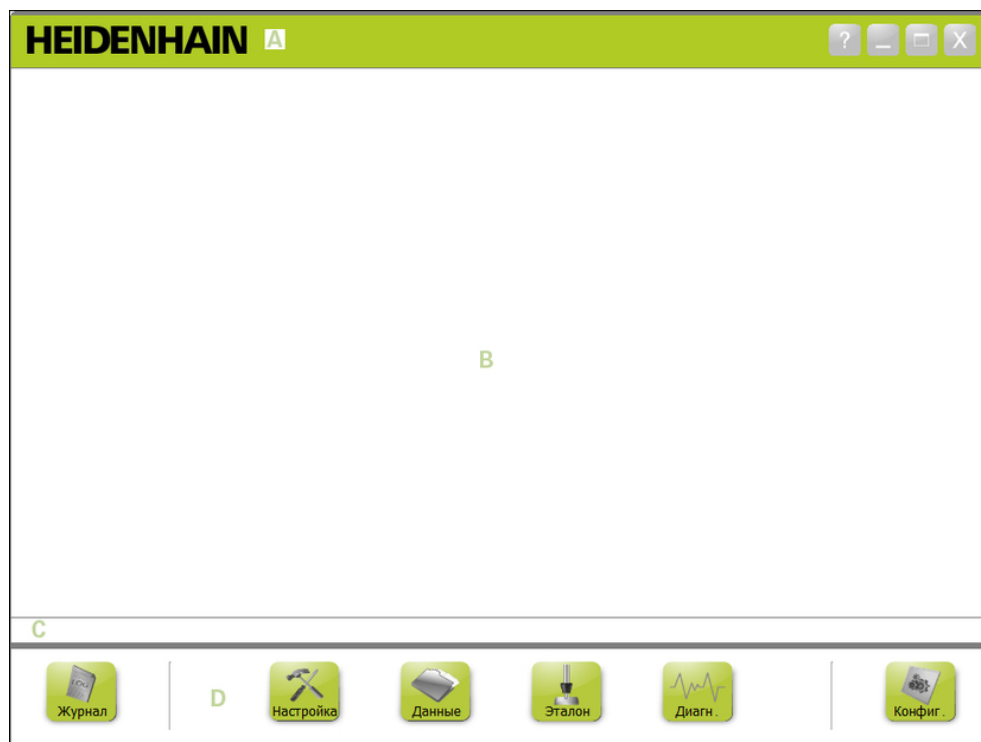 HEIDENHAIN A ? X
B
C
LOG
D
Журнал Настройка Данные Эталон Диагн. Конфиг.